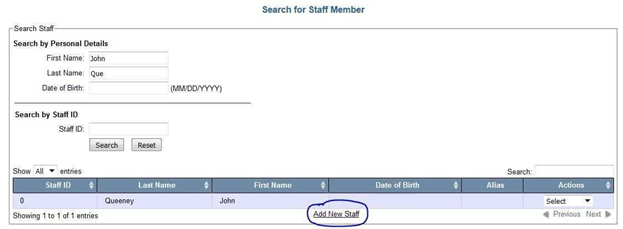 Search for Staff Member
Search Staff
Search by Personal Details
First Name: John
Last Name: Que
Date of Birth: (MM/DD/YYYY)
Search by Staff ID
Staff ID:
Search Reset
Show All entries Search:
Staff ID Last Name First Name Date of Birth Alias Actions
0 Queeney John Select
Showing 1 to 1 of 1 entries Add New Staff Previous Next